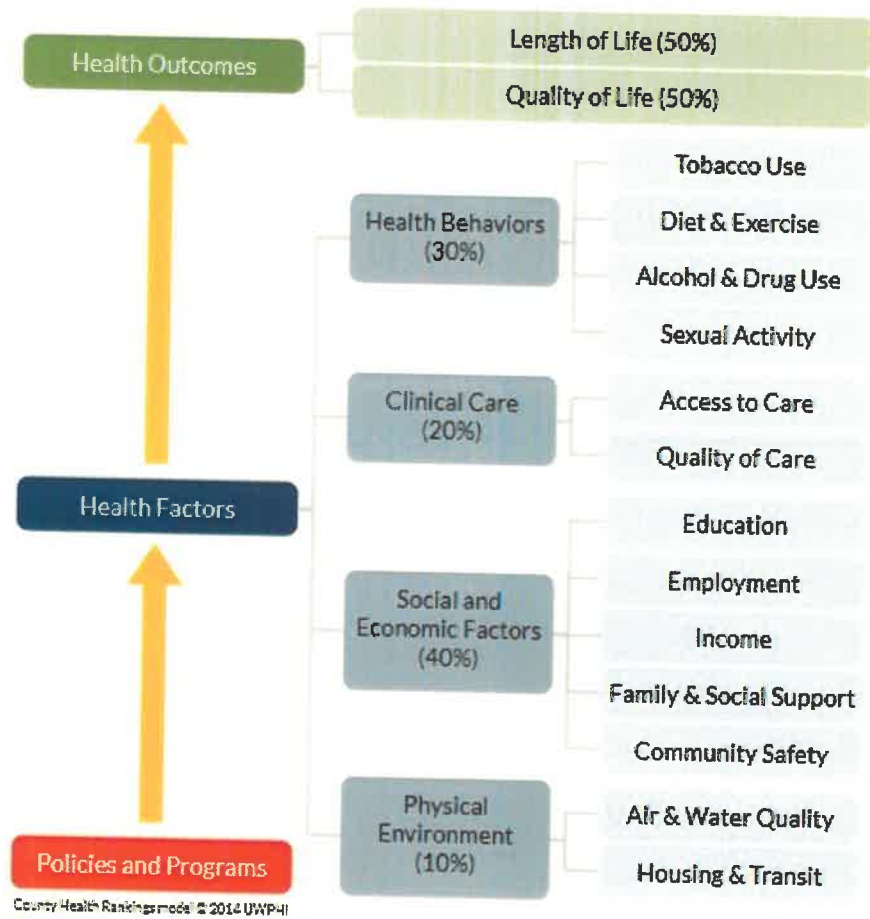 Health Outcomes
Length of Life (50%)
Quality of Life (50%)
Health Factors
Health Behaviors
(30%)
Tobacco Use
Diet & Exercise
Alcohol & Drug Use
Sexual Activity
Clinical Care
(20%)
Access to Care
Quality of Care
Social and
Economic Factors
(40%)
Education
Employment
Income
Family & Social Support
Community Safety
Physical
Environment
(10%)
Air & Water Quality
Housing & Transit
Policies and Programs
County Health Rankings model © 2014 UWPHI